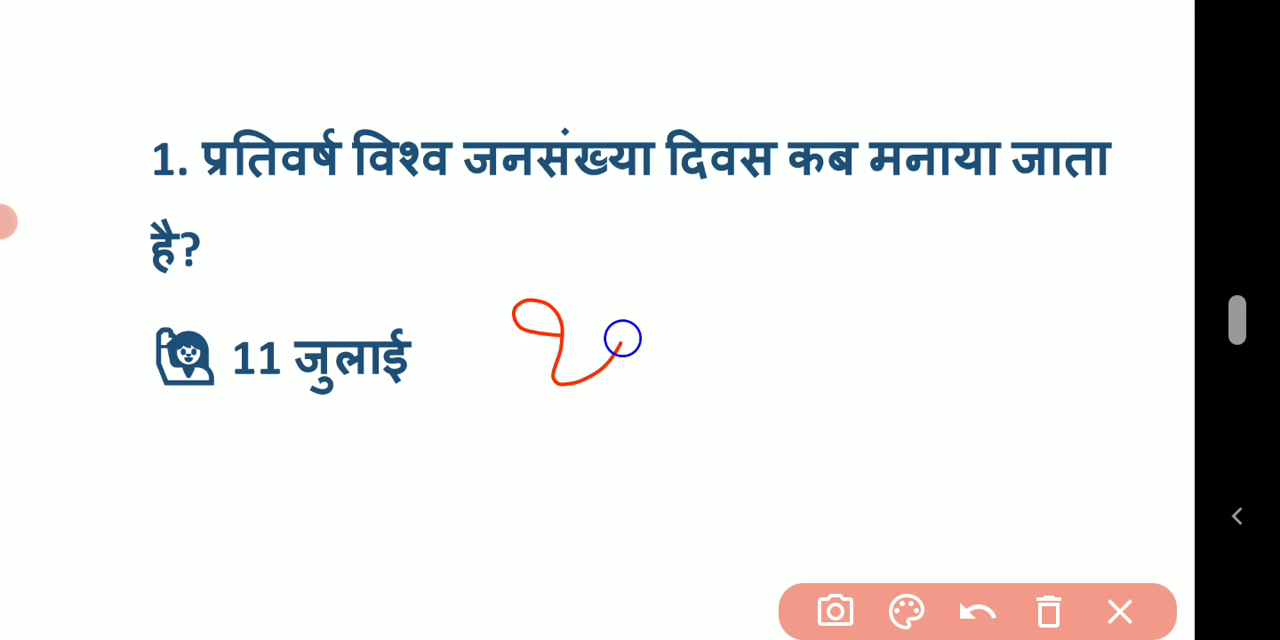 1. प्रतिवर्ष विश्व जनसंख्या दिवस कब मनाया जाता
है?
11 जुलाई